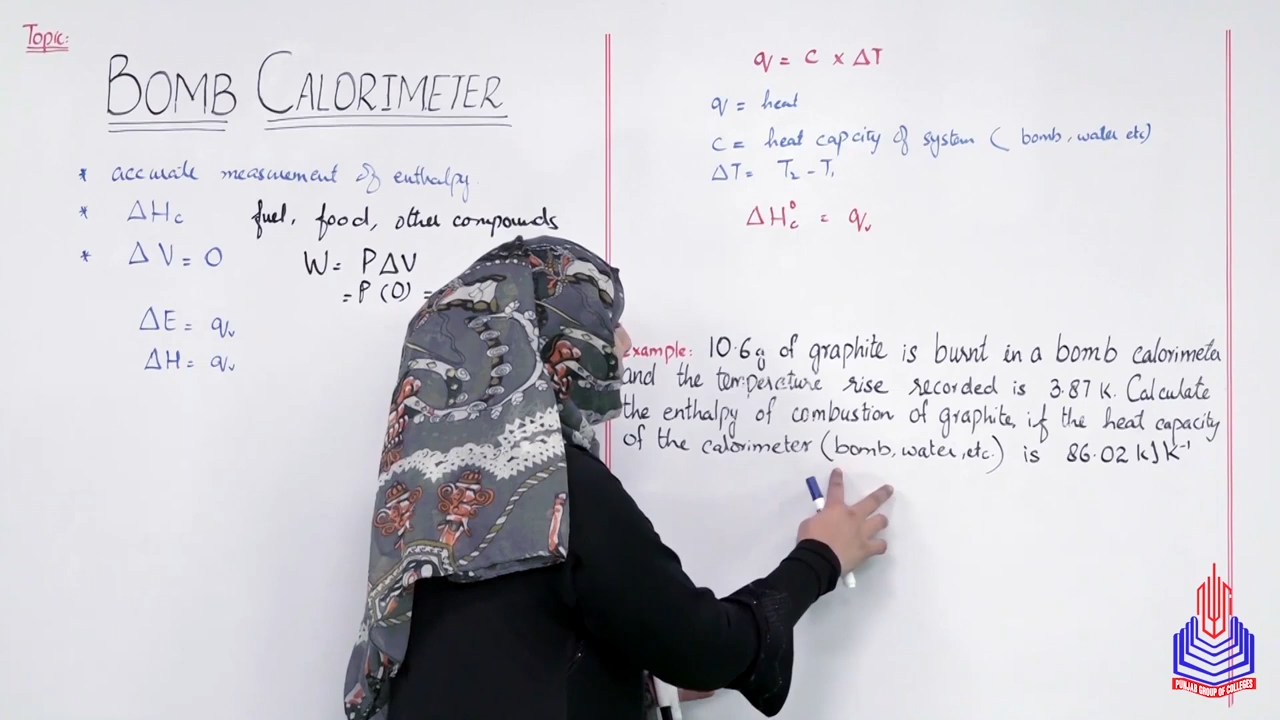 Topic:
BOMB CALORIMETER
* accurate measurement of enthalpy.
* ΔHc fuel, food, other compounds
* ΔV = 0 W = PΔV
= P (0) =
ΔE = qv
ΔH = qv
q = c × ΔT
q = heat
c = heat capacity of system ( bomb, water etc)
ΔT = T2 - T1
ΔH°c = qv
Example: 10.6g of graphite is burnt in a bomb calorimeter
and the temperature rise recorded is 3.87 K. Calculate
the enthalpy of combustion of graphite, if the heat capacity
of the calorimeter (bomb, water, etc.) is 86.02 kJ K⁻¹
PUNJAB GROUP OF COLLEGES